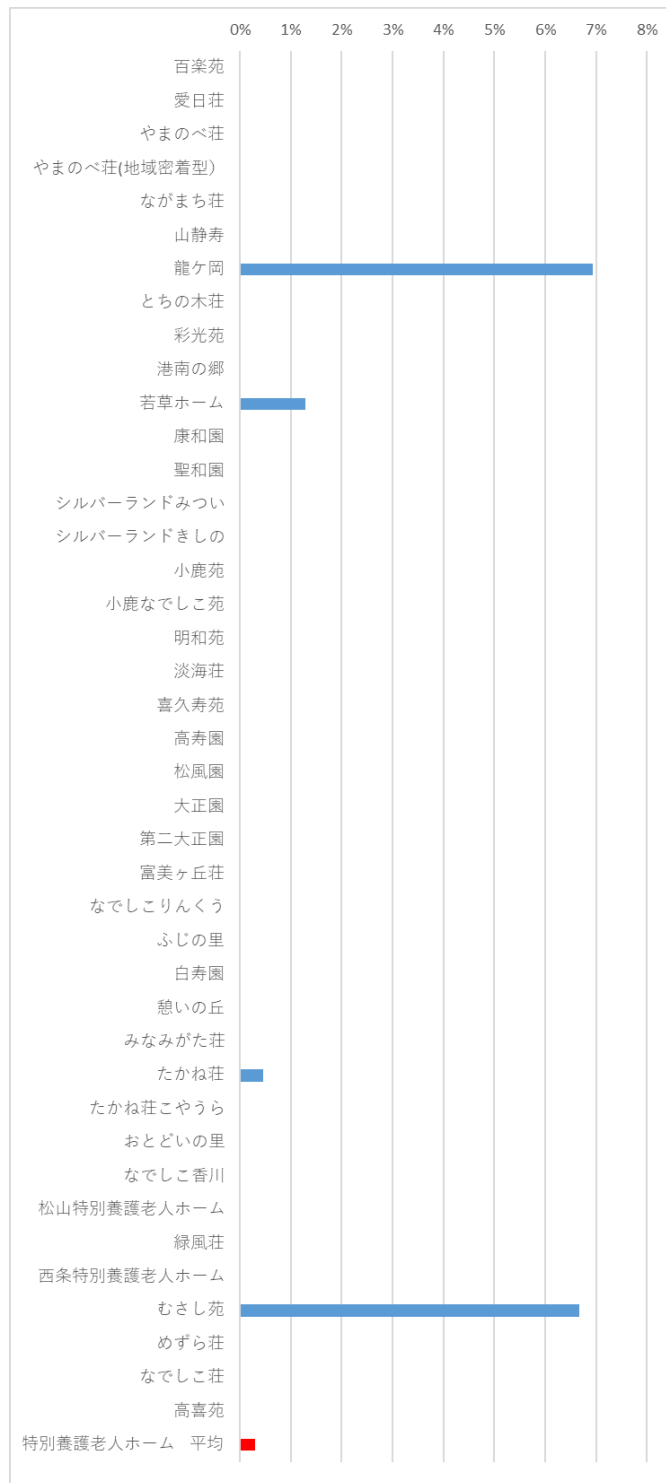 0% 1% 2% 3% 4% 5% 6% 7% 8%
百楽苑
愛日荘
やまのべ荘
やまのべ荘(地域密着型)
ながまち荘
山静寿
龍ケ岡
とちの木荘
彩光苑
港南の郷
若草ホーム
康和園
聖和園
シルバーランドみつい
シルバーランドきしの
小鹿苑
小鹿なでしこ苑
明和苑
淡海荘
喜久寿苑
高寿園
松風園
大正園
第二大正園
富美ヶ丘荘
なでしこりんくう
ふじの里
白寿園
憩いの丘
みなみがた荘
たかね荘
たかね荘こやうら
おとどいの里
なでしこ香川
松山特別養護老人ホーム
緑風荘
西条特別養護老人ホーム
むさし苑
めずら荘
なでしこ荘
高喜苑
特別養護老人ホーム　平均